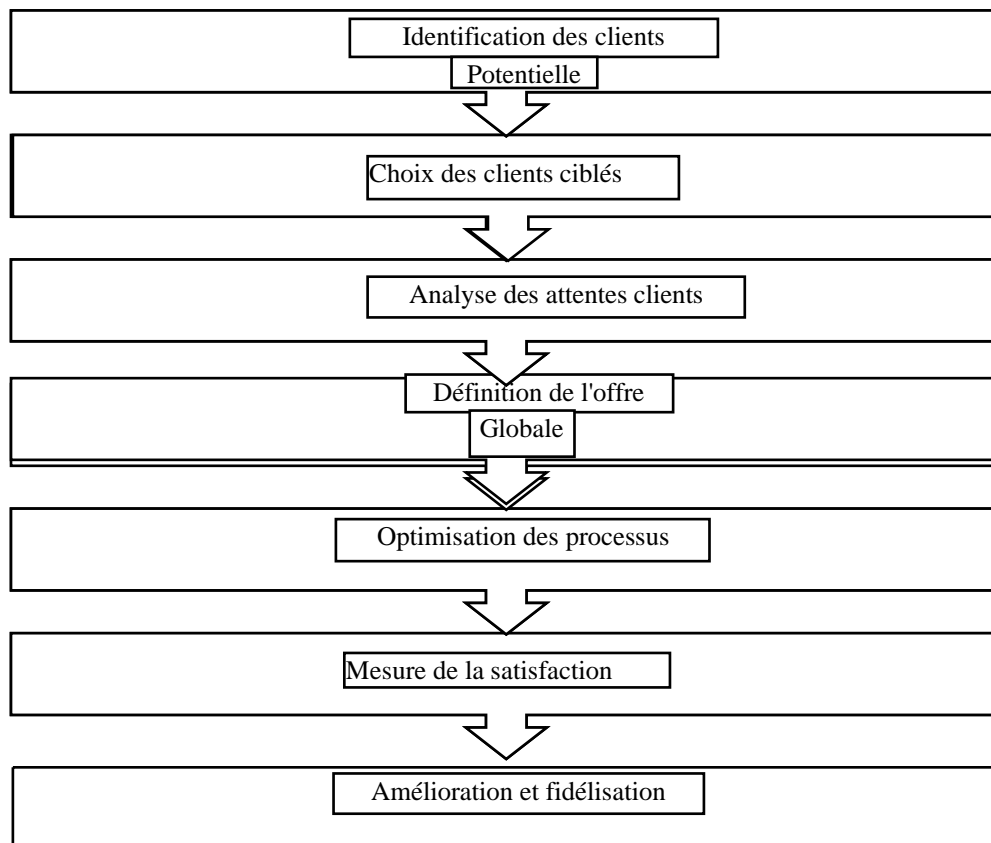 Identification des clients
Potentielle
Choix des clients ciblés
Analyse des attentes clients
Définition de l'offre
Globale
Optimisation des processus
Mesure de la satisfaction
Amélioration et fidélisation